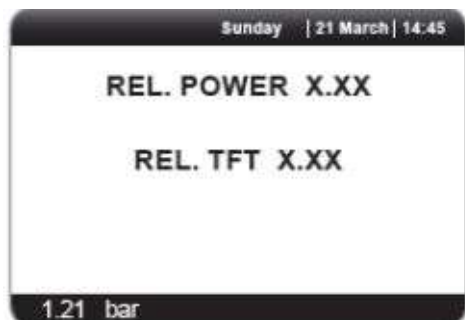 Sunday | 21 March | 14:45
REL. POWER X.XX
REL. TFT X.XX
1.21 bar